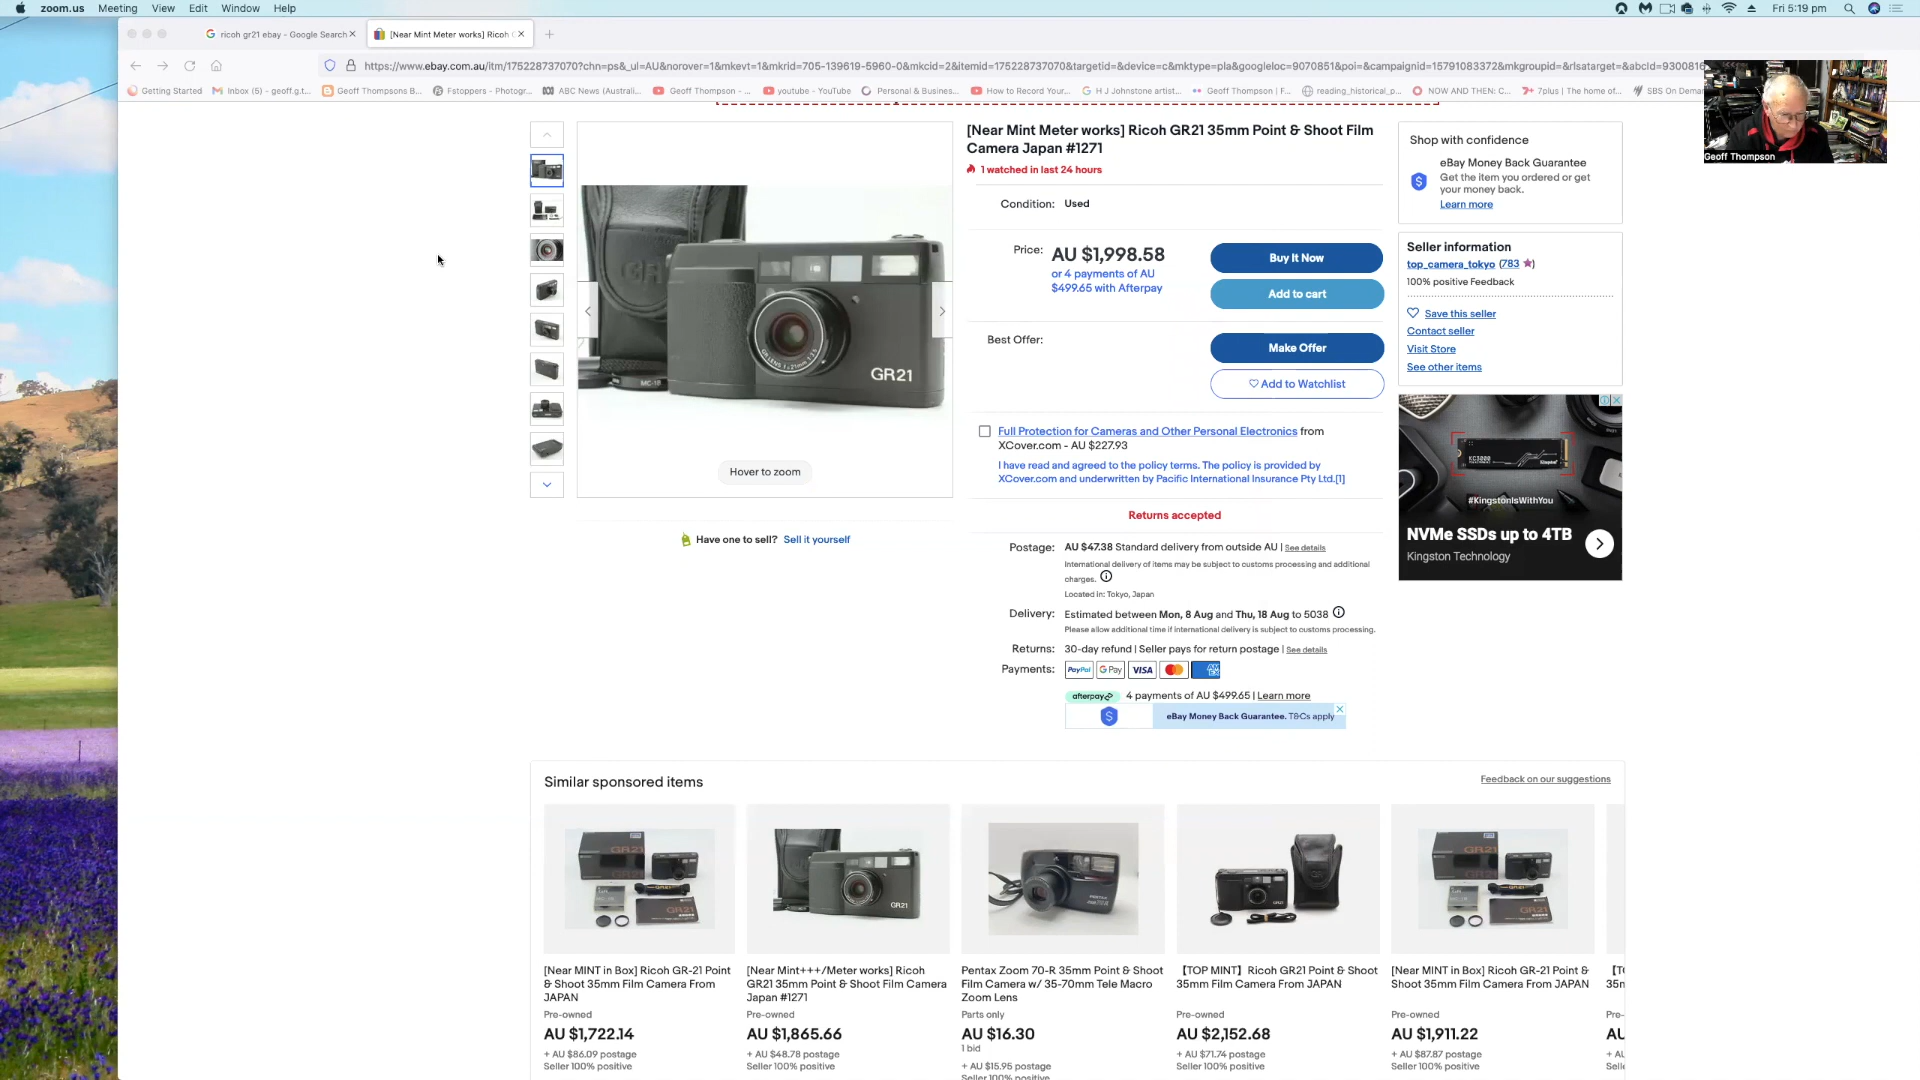 zoom.us Meeting View Edit Window Help
Fri 5:19 pm
ricoh gr21 ebay - Google Search
[Near Mint Meter works] Ricoh
https://www.ebay.com.au/itm/175228737070?chn=ps&_ul=AU&norover=1&mkevt=1&mkrid=705-139619-5960-0&mkcid=2&itemid=175228737070&targetid=&device=c&mktype=pla&googleloc=9070851&poi=&campaignid=15791083372&mkgroupid=&rlsatarget=&abcId=9300816
Getting Started Inbox (5) - geoff.g.t... Geoff Thompsons B... Fstoppers - Photogr... ABC News (Australi... Geoff Thompson - ... youtube - YouTube Personal & Busines... How to Record Your... H J Johnstone artist... Geoff Thompson | F... reading_historical_p... NOW AND THEN: C... 7plus | The home of... SBS On Deman
Geoff Thompson
[Near Mint Meter works] Ricoh GR21 35mm Point & Shoot Film
Camera Japan #1271
1 watched in last 24 hours
Condition: Used
Price: AU $1,998.58
or 4 payments of AU
$499.65 with Afterpay
Buy It Now
Add to cart
Best Offer:
Make Offer
Add to Watchlist
GR21
Hover to zoom
Have one to sell? Sell it yourself
Full Protection for Cameras and Other Personal Electronics from
XCover.com - AU $227.93
I have read and agreed to the policy terms. The policy is provided by
XCover.com and underwritten by Pacific International Insurance Pty Ltd.[1]
Returns accepted
Postage: AU $47.38 Standard delivery from outside AU | See details
International delivery of items may be subject to customs processing and additional
charges.
Located in: Tokyo, Japan
Delivery: Estimated between Mon, 8 Aug and Thu, 18 Aug to 5038
Please allow additional time if international delivery is subject to customs processing.
Returns: 30-day refund | Seller pays for return postage | See details
Payments: PayPal G Pay VISA
afterpay 4 payments of AU $499.65 | Learn more
eBay Money Back Guarantee. T&Cs apply
Shop with confidence
eBay Money Back Guarantee
Get the item you ordered or get
your money back.
Learn more
Seller information
top_camera_tokyo (783)
100% positive Feedback
Save this seller
Contact seller
Visit Store
See other items
KC3000
#KingstonIsWithYou
NVMe SSDs up to 4TB
Kingston Technology
Similar sponsored items
Feedback on our suggestions
[Near MINT in Box] Ricoh GR-21 Point
& Shoot 35mm Film Camera From
JAPAN
Pre-owned
AU $1,722.14
+ AU $86.09 postage
Seller 100% positive
[Near Mint+++/Meter works] Ricoh
GR21 35mm Point & Shoot Film Camera
Japan #1271
Pre-owned
AU $1,865.66
+ AU $48.78 postage
Seller 100% positive
Pentax Zoom 70-R 35mm Point & Shoot
Film Camera w/ 35-70mm Tele Macro
Zoom Lens
Parts only
AU $16.30
1 bid
+ AU $15.95 postage
Seller 100% positive
【TOP MINT】Ricoh GR21 Point & Shoot
35mm Film Camera From JAPAN
Pre-owned
AU $2,152.68
+ AU $71.74 postage
Seller 100% positive
[Near MINT in Box] Ricoh GR-21 Point &
Shoot 35mm Film Camera From JAPAN
Pre-owned
AU $1,911.22
+ AU $87.87 postage
Seller 100% positive